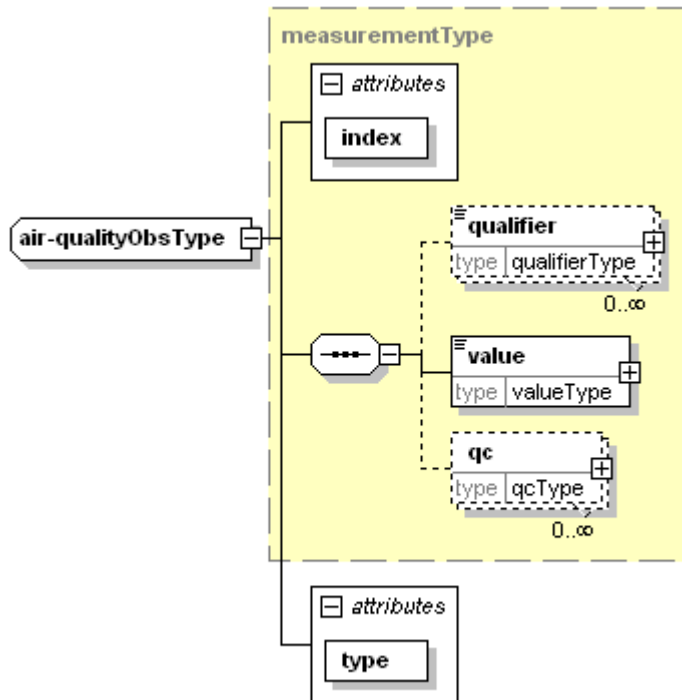 measurementType
attributes
index
air-qualityObsType
qualifier
type qualifierType
0..∞
value
type valueType
qc
type qcType
0..∞
attributes
type